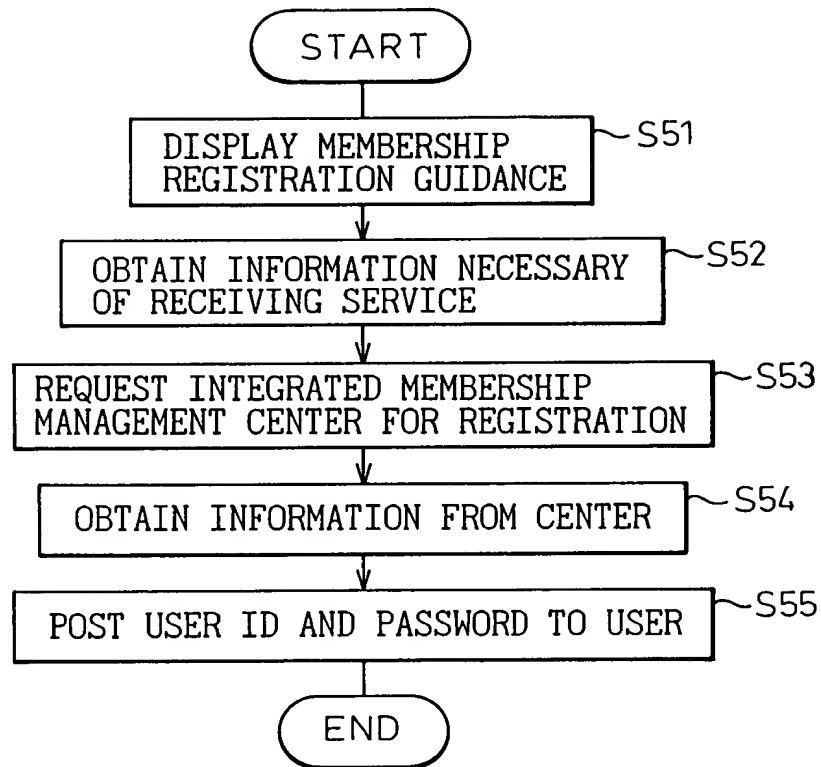 START
DISPLAY MEMBERSHIP
REGISTRATION GUIDANCE
S51
OBTAIN INFORMATION NECESSARY
OF RECEIVING SERVICE
S52
REQUEST INTEGRATED MEMBERSHIP
MANAGEMENT CENTER FOR REGISTRATION
S53
OBTAIN INFORMATION FROM CENTER
S54
POST USER ID AND PASSWORD TO USER
S55
END